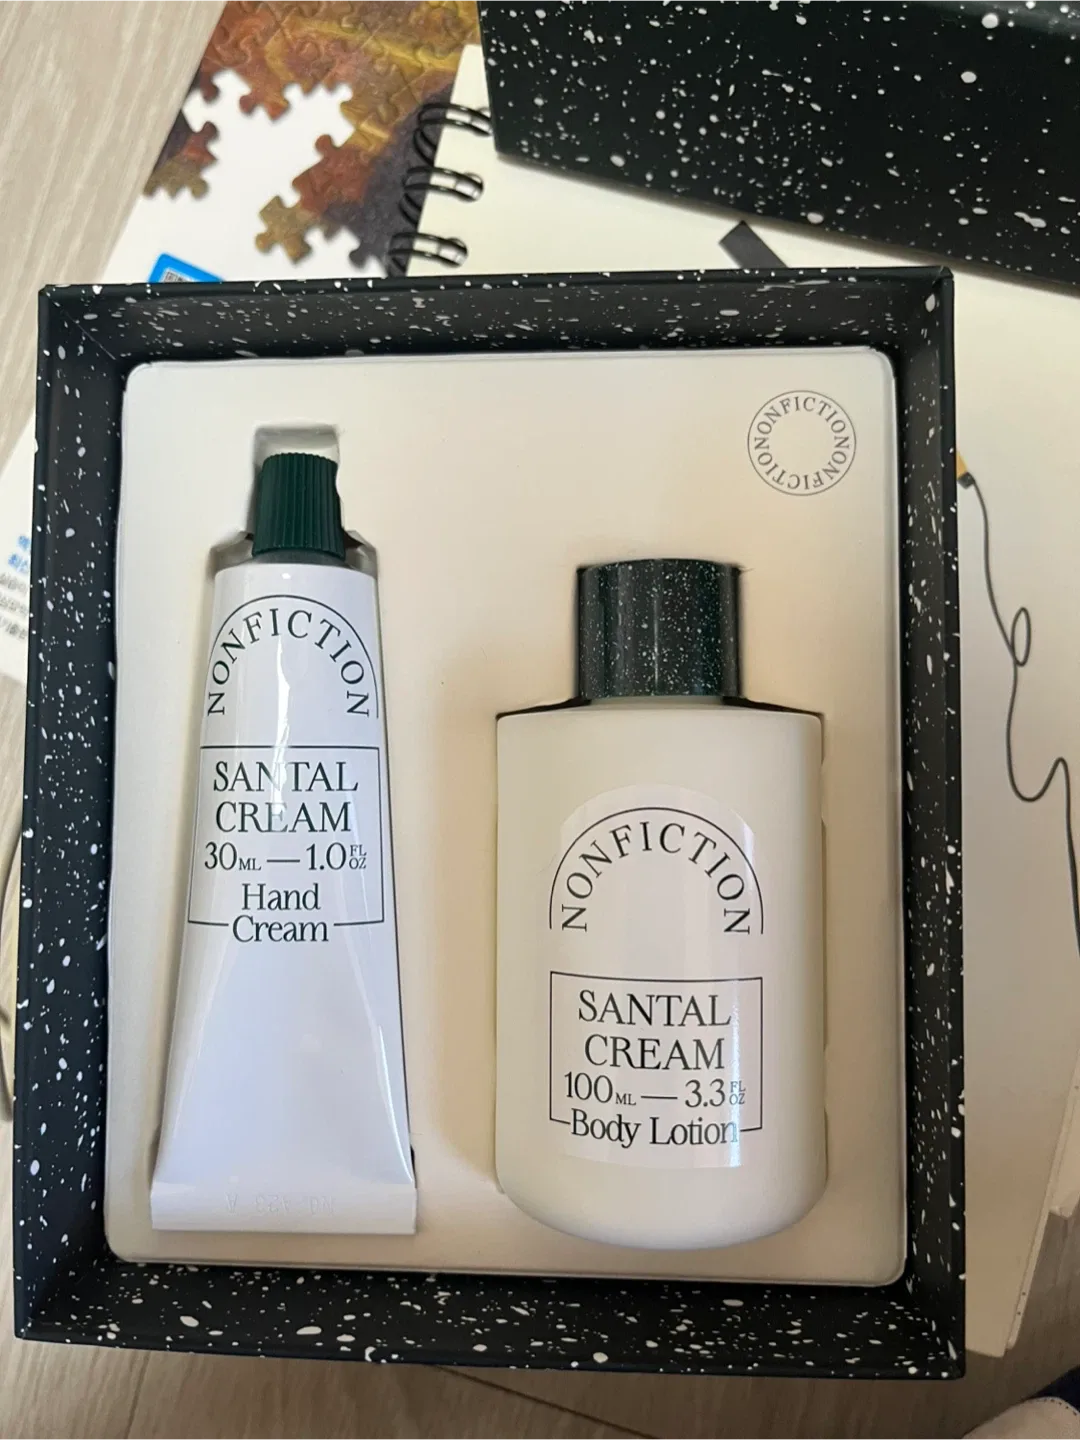 NONFICTIONNONFICTION
NONFICTION
SANTAL
CREAM
30ML — 1.0 FL OZ
Hand
Cream
NONFICTION
SANTAL
CREAM
100ML — 3.3 FL OZ
Body Lotion